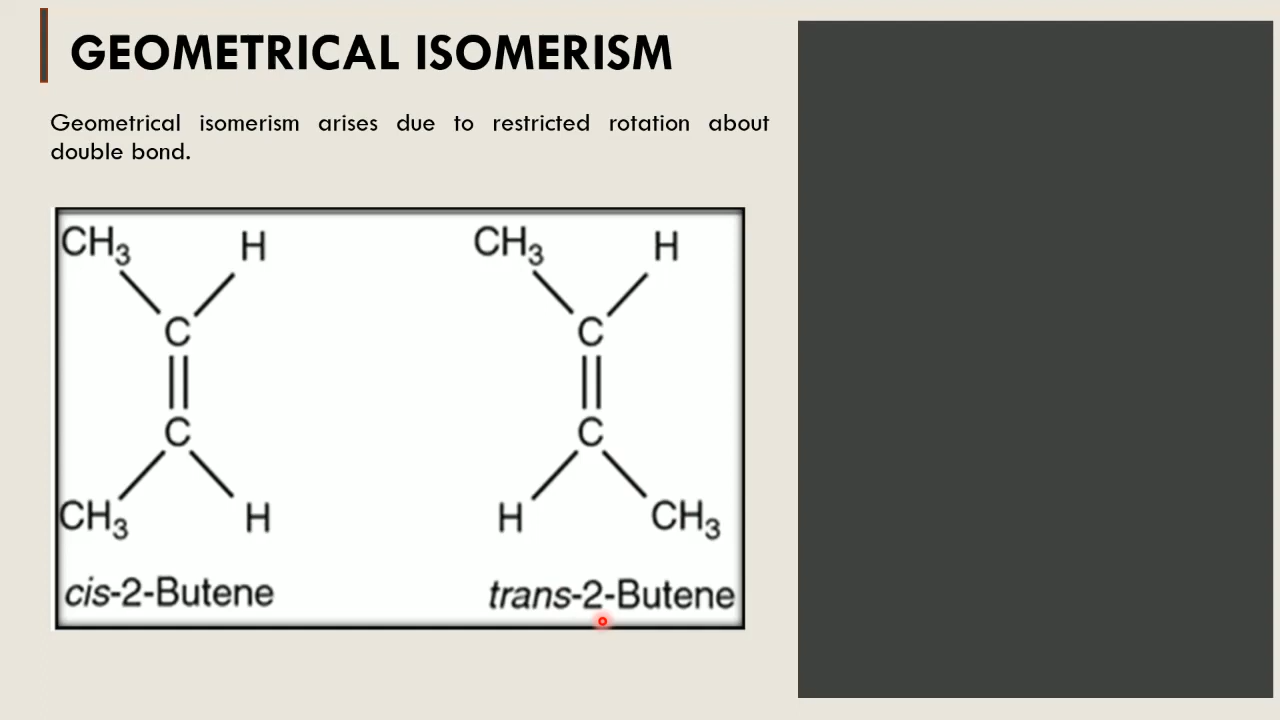 GEOMETRICAL ISOMERISM
Geometrical isomerism arises due to restricted rotation about
double bond.
CH3 H CH3 H
C C
C C
CH3 H H CH3
cis-2-Butene trans-2-Butene